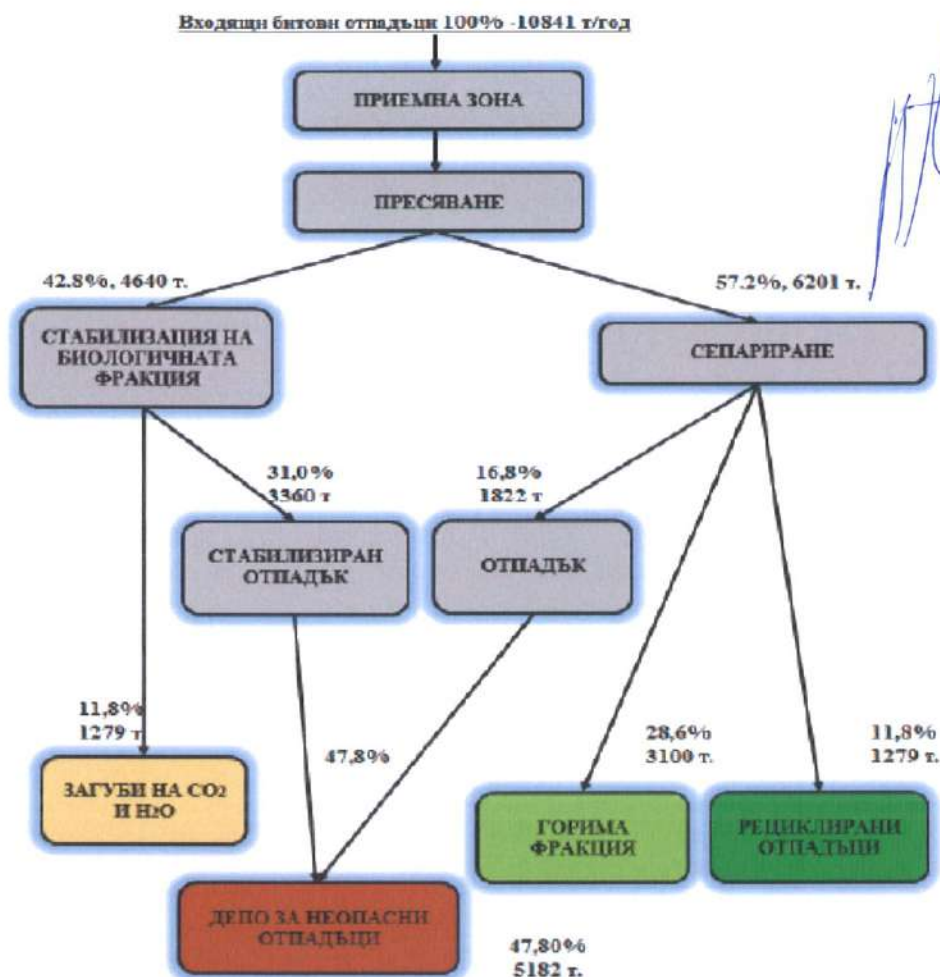 Входящи битови отпадъци 100% -10841 т/год
ПРИЕМНА ЗОНА
ПРЕСЯВАНЕ
42.8%, 4640 т.
57.2%, 6201 т.
СТАБИЛИЗАЦИЯ НА
БИОЛОГИЧНАТА
ФРАКЦИЯ
СЕПАРИРАНЕ
31,0%
3360 т
16,8%
1822 т
СТАБИЛИЗИРАН
ОТПАДЪК
ОТПАДЪК
11,8%
1279 т
47,8%
28,6%
3100 т.
11,8%
1279 т.
ЗАГУБИ НА CO2
И H2O
ГОРИМА
ФРАКЦИЯ
РЕЦИКЛИРАНИ
ОТПАДЪЦИ
ДЕПО ЗА НЕОПАСНИ
ОТПАДЪЦИ
47,80%
5182 т.